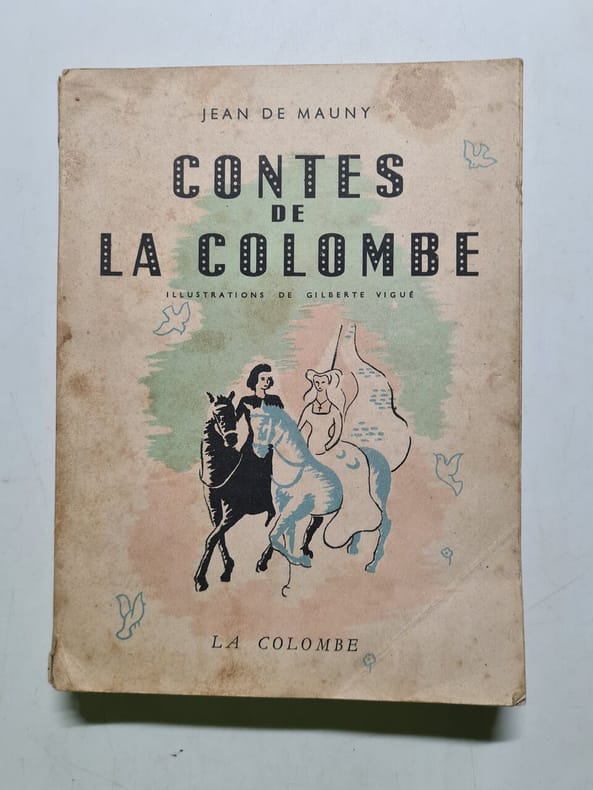 JEAN DE MAUNY
CONTES
DE
LA COLOMBE
ILLUSTRATIONS DE GILBERTE VIGUÉ
LA COLOMBE